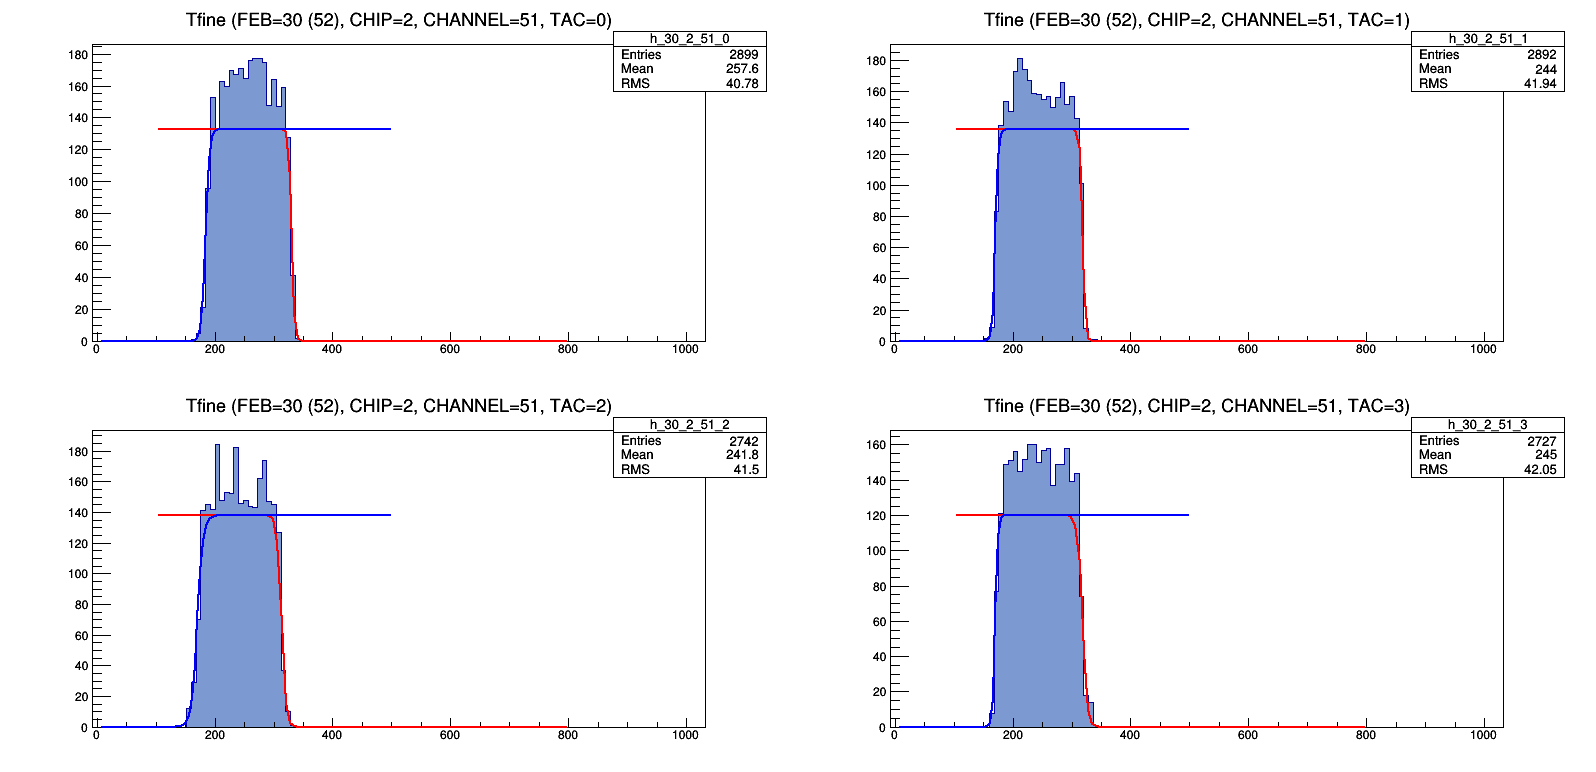 Tfine (FEB=30 (52), CHIP=2, CHANNEL=51, TAC=0)
h_30_2_51_0
Entries 2899
Mean 257.6
RMS 40.78
180
160
140
120
100
80
60
40
20
0
0 200 400 600 800 1000
Tfine (FEB=30 (52), CHIP=2, CHANNEL=51, TAC=1)
h_30_2_51_1
Entries 2892
Mean 244
RMS 41.94
180
160
140
120
100
80
60
40
20
0
0 200 400 600 800 1000
Tfine (FEB=30 (52), CHIP=2, CHANNEL=51, TAC=2)
h_30_2_51_2
Entries 2742
Mean 241.8
RMS 41.5
180
160
140
120
100
80
60
40
20
0
0 200 400 600 800 1000
Tfine (FEB=30 (52), CHIP=2, CHANNEL=51, TAC=3)
h_30_2_51_3
Entries 2727
Mean 245
RMS 42.05
160
140
120
100
80
60
40
20
0
0 200 400 600 800 1000